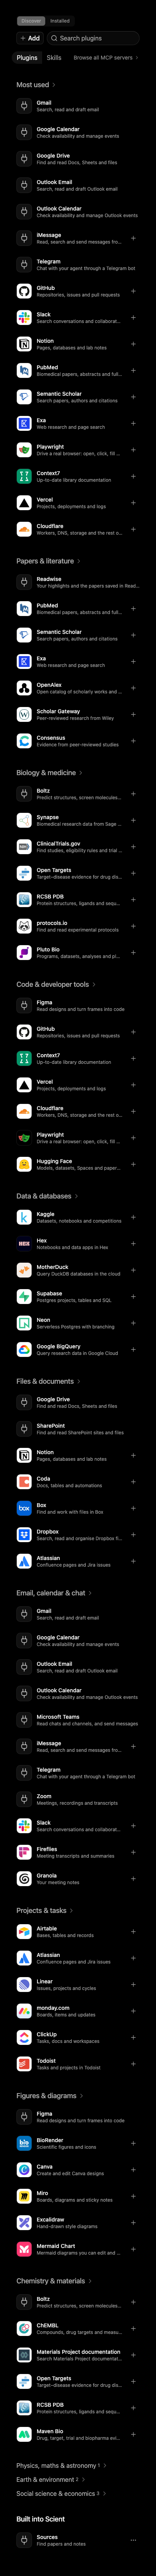 Discover Installed
+ Add
Search plugins
Plugins Skills
Browse all MCP servers
Most used
Gmail
Search, read and draft email
Google Calendar
Check availability and manage events
Google Drive
Find and read Docs, Sheets and files
Outlook Email
Search, read and draft Outlook email
Outlook Calendar
Check availability and manage Outlook events
iMessage
Read, search and send messages fro...
Telegram
Chat with your agent through a Telegram bot
GitHub
Repositories, issues and pull requests
Slack
Search conversations and collaborat...
Notion
Pages, databases and lab notes
PubMed
Biomedical papers, abstracts and full...
Semantic Scholar
Search papers, authors and citations
Exa
Web research and page search
Playwright
Drive a real browser: open, click, fill ...
Context7
Up-to-date library documentation
Vercel
Projects, deployments and logs
Cloudflare
Workers, DNS, storage and the rest o...
Papers & literature
Readwise
Your highlights and the papers saved in Read...
PubMed
Biomedical papers, abstracts and full...
Semantic Scholar
Search papers, authors and citations
Exa
Web research and page search
OpenAlex
Open catalog of scholarly works and ...
Scholar Gateway
Peer-reviewed research from Wiley
Consensus
Evidence from peer-reviewed studies
Biology & medicine
Boltz
Predict structures, screen molecules...
Synapse
Biomedical research data from Sage ...
ClinicalTrials.gov
Find studies, eligibility rules and trial ...
Open Targets
Target–disease evidence for drug dis...
RCSB PDB
Protein structures, ligands and sequ...
protocols.io
Find and read experimental protocols
Pluto Bio
Programs, datasets, analyses and pi...
Code & developer tools
Figma
Read designs and turn frames into code
GitHub
Repositories, issues and pull requests
Context7
Up-to-date library documentation
Vercel
Projects, deployments and logs
Cloudflare
Workers, DNS, storage and the rest o...
Playwright
Drive a real browser: open, click, fill ...
Hugging Face
Models, datasets, Spaces and paper...
Data & databases
Kaggle
Datasets, notebooks and competitions
Hex
Notebooks and data apps in Hex
MotherDuck
Query DuckDB databases in the cloud
Supabase
Postgres projects, tables and SQL
Neon
Serverless Postgres with branching
Google BigQuery
Query research data in Google Cloud
Files & documents
Google Drive
Find and read Docs, Sheets and files
SharePoint
Find and read SharePoint sites and files
Notion
Pages, databases and lab notes
Coda
Docs, tables and automations
Box
Find and work with files in Box
Dropbox
Search, read and organise Dropbox fi...
Atlassian
Confluence pages and Jira issues
Email, calendar & chat
Gmail
Search, read and draft email
Google Calendar
Check availability and manage events
Outlook Email
Search, read and draft Outlook email
Outlook Calendar
Check availability and manage Outlook events
Microsoft Teams
Read chats and channels, and send messages
iMessage
Read, search and send messages fro...
Telegram
Chat with your agent through a Telegram bot
Zoom
Meetings, recordings and transcripts
Slack
Search conversations and collaborat...
Fireflies
Meeting transcripts and summaries
Granola
Your meeting notes
Projects & tasks
Airtable
Bases, tables and records
Atlassian
Confluence pages and Jira issues
Linear
Issues, projects and cycles
monday.com
Boards, items and updates
ClickUp
Tasks, docs and workspaces
Todoist
Tasks and projects in Todoist
Figures & diagrams
Figma
Read designs and turn frames into code
BioRender
Scientific figures and icons
Canva
Create and edit Canva designs
Miro
Boards, diagrams and sticky notes
Excalidraw
Hand-drawn style diagrams
Mermaid Chart
Mermaid diagrams you can edit and ...
Chemistry & materials
Boltz
Predict structures, screen molecules...
ChEMBL
Compounds, drug targets and measu...
Materials Project documentation
Search Materials Project documentat...
Open Targets
Target–disease evidence for drug dis...
RCSB PDB
Protein structures, ligands and sequ...
Maven Bio
Drug, target, trial and biopharma evi...
Physics, maths & astronomy 1
Earth & environment 2
Social science & economics 3
Built into Scient
Sources
Find papers and notes